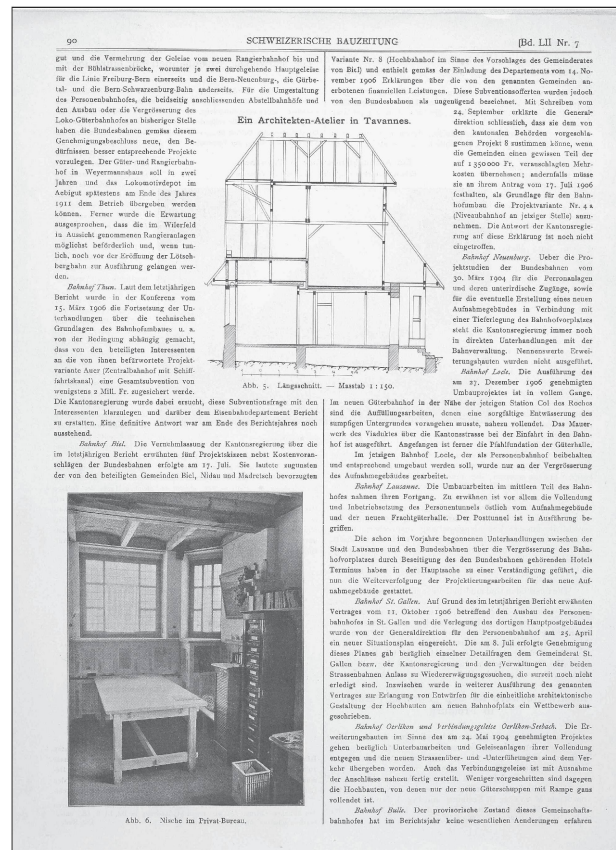 90
SCHWEIZERISCHE BAUZEITUNG
[Bd. LII Nr. 7
gut und die Vermehrung der Geleise vom neuen Rangierbahnhof bis und
mit der Bühlstrassenbrücke, worunter je zwei durchgehende Hauptgeleise
für die Linie Freiburg-Bern einerseits und die Bern-Neuenburg-, die Gürbe-
tal- und die Bern-Schwarzenburg-Bahn anderseits. Für die Umgestaltung
des Personenbahnhofes, die beidseitig anschliessenden Abstellbahnhöfe und
den Ausbau oder die Vergrösserung des
Loko-Güterbahnhofes an bisheriger Stelle
haben die Bundesbahnen gemäss diesem
Genehmigungsbeschluss neue, den Be-
dürfnissen besser entsprechende Projekte
vorzulegen. Der Güter- und Rangierbahn-
hof in Weyermannshaus soll in zwei
Jahren und das Lokomotivdepot im
Aebigut spätestens am Ende des Jahres
1911 dem Betrieb übergeben werden
können. Ferner wurde die Erwartung
ausgesprochen, dass die im Wilerfeld
in Aussicht genommenen Rangieranlagen
möglichst beförderlich und, wenn tun-
lich, noch vor der Eröffnung der Lötsch-
bergbahn zur Ausführung gelangen wer-
den.
Bahnhof Thun. Laut dem letztjährigen
Bericht wurde in der Konferenz vom
15. März 1906 die Fortsetzung der Un-
terhandlungen über die technischen
Grundlagen des Bahnhofumbaues u. a.
von der Bedingung abhängig gemacht,
dass von den beteiligten Interessenten
an die von ihnen befürwortete Projekt-
variante Auer (Zentralbahnhof mit Schiff-
fahrtskanal) eine Gesamtsubvention von
wenigstens 2 Mill. Fr. zugesichert werde.
Die Kantonsregierung wurde dabei ersucht, diese Subventionsfrage mit den
Interessenten klarzulegen und darüber dem Eisenbahndepartement Bericht
zu erstatten. Eine definitive Antwort war am Ende des Berichtsjahres noch
ausstehend.
Bahnhof Biel. Die Vernehmlassung der Kantonsregierung über die
im letztjährigen Bericht erwähnten fünf Projektskizzen nebst Kostenvoran-
schlägen der Bundesbahnen erfolgte am 17. Juli. Sie lautete zugunsten
der von den beteiligten Gemeinden Biel, Nidau und Madretsch bevorzugten
Ein Architekten-Atelier in Tavannes.
Abb. 5. Längsschnitt. — Masstab 1 : 150.
Abb. 6. Nische im Privat-Bureau.
Variante Nr. 8 (Hochbahnhof im Sinne des Vorschlages des Gemeinderates
von Biel) und enthielt gemäss der Einladung des Departements vom 14. No-
vember 1906 Erklärungen über die von den genannten Gemeinden an-
erbotenen finanziellen Leistungen. Diese Subventionsofferten wurden jedoch
von den Bundesbahnen als ungenügend bezeichnet. Mit Schreiben vom
24. September erklärte die General-
direktion schliesslich, dass sie dem von
den kantonalen Behörden vorgeschla-
genen Projekt 8 zustimmen könne, wenn
die Gemeinden einen gewissen Teil der
auf 1 350 000 Fr. veranschlagten Mehr-
kosten übernehmen; andernfalls müsse
sie an ihrem Antrag vom 17. Juli 1906
festhalten, als Grundlage für den Bahn-
hofumbau die Projektvariante Nr. 4 a
(Niveaubahnhof an jetziger Stelle) anzu-
nehmen. Die Antwort der Kantonsregie-
rung auf diese Erklärung ist noch nicht
eingetroffen.
Bahnhof Neuenburg. Ueber die Pro-
jektstudien der Bundesbahnen vom
30. März 1904 für die Perronanlagen
und deren unterirdische Zugänge, sowie
für die eventuelle Erstellung eines neuen
Aufnahmegebäudes in Verbindung mit
einer Tieferlegung des Bahnhofvorplatzes
steht die Kantonsregierung immer noch
in direkten Unterhandlungen mit der
Bahnverwaltung. Nennenswerte Erwei-
terungsbauten wurden nicht ausgeführt.
Bahnhof Locle. Die Ausführung des
am 27. Dezember 1906 genehmigten
Umbauprojektes ist in vollem Gange.
Im neuen Güterbahnhof in der Nähe der jetzigen Station Col des Roches
sind die Auffüllungsarbeiten, denen eine sorgfältige Entwässerung des
sumpfigen Untergrundes vorangehen musste, nahezu vollendet. Das Mauer-
werk des Viaduktes über die Kantonsstrasse bei der Einfahrt in den Bahn-
hof ist ausgeführt. Angefangen ist ferner die Pfahlfundation der Güterhalle.
Im jetzigen Bahnhof Locle, der als Personenbahnhof beibehalten
und entsprechend umgebaut werden soll, wurde nur an der Vergrösserung
des Aufnahmegebäudes gearbeitet.
Bahnhof Lausanne. Die Umbauarbeiten im mittlern Teil des Bahn-
hofes nahmen ihren Fortgang. Zu erwähnen ist vor allem die Vollendung
und Inbetriebsetzung des Personentunnels östlich vom Aufnahmegebäude
und der neuen Frachtgüterhalle. Der Posttunnel ist in Ausführung be-
griffen.
Die schon im Vorjahre begonnenen Unterhandlungen zwischen der
Stadt Lausanne und den Bundesbahnen über die Vergrösserung des Bahn-
hofvorplatzes durch Beseitigung des den Bundesbahnen gehörenden Hotels
Terminus haben in der Hauptsache zu einer Verständigung geführt, die
nun die Weiterverfolgung der Projektierungsarbeiten für das neue Auf-
nahmegebäude gestattet.
Bahnhof St. Gallen. Auf Grund des im letztjährigen Bericht erwähnten
Vertrages vom 11. Oktober 1906 betreffend den Ausbau des Personen-
bahnhofes in St. Gallen und die Verlegung des dortigen Hauptpostgebäudes
wurde von der Generaldirektion für den Personenbahnhof am 25. April
ein neuer Situationsplan eingereicht. Die am 8. Juli erfolgte Genehmigung
dieses Planes gab bezüglich einzelner Detailfragen dem Gemeinderat St.
Gallen bezw. der Kantonsregierung und den Verwaltungen der beiden
Strassenbahnen Anlass zu Wiedererwägungsgesuchen, die zurzeit noch nicht
erledigt sind. Inzwischen wurde in weiterer Ausführung des genannten
Vertrages zur Erlangung von Entwürfen für die einheitliche architektonische
Gestaltung der Hochbauten am neuen Bahnhofplatz ein Wettbewerb aus-
geschrieben.
Bahnhof Oerlikon und Verbindungsgeleise Oerlikon-Seebach. Die Er-
weiterungsbauten im Sinne des am 24. Mai 1904 genehmigten Projektes
gehen bezüglich Unterbauarbeiten und Geleiseanlagen ihrer Vollendung
entgegen und die neuen Strassenüber- und -Unterführungen sind dem Ver-
kehr übergeben worden. Auch das Verbindungsgeleise ist mit Ausnahme
der Anschlüsse nahezu fertig erstellt. Weniger vorgeschritten sind dagegen
die Hochbauten, von denen nur der neue Güterschuppen mit Rampe ganz
vollendet ist.
Bahnhof Bulle. Der provisorische Zustand dieses Gemeinschafts-
bahnhofes hat im Berichtsjahr keine wesentlichen Aenderungen erfahren